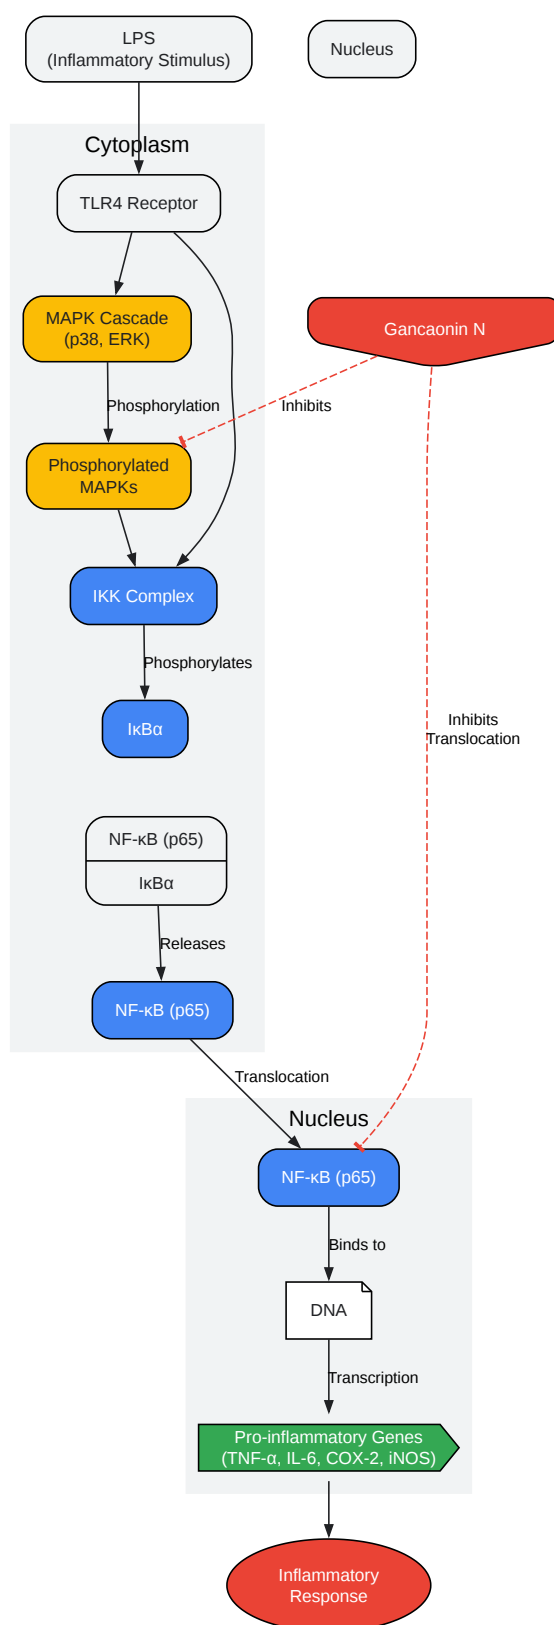 LPS
(Inflammatory Stimulus)
Nucleus
Cytoplasm
TLR4 Receptor
MAPK Cascade
(p38, ERK)
Gancaonin N
Phosphorylation
Inhibits
Phosphorylated
MAPKs
IKK Complex
Phosphorylates
IκBα
Inhibits
Translocation
NF-κB (p65)
IκBα
Releases
NF-κB (p65)
Translocation
Nucleus
NF-κB (p65)
Binds to
DNA
Transcription
Pro-inflammatory Genes
(TNF-α, IL-6, COX-2, iNOS)
Inflammatory
Response